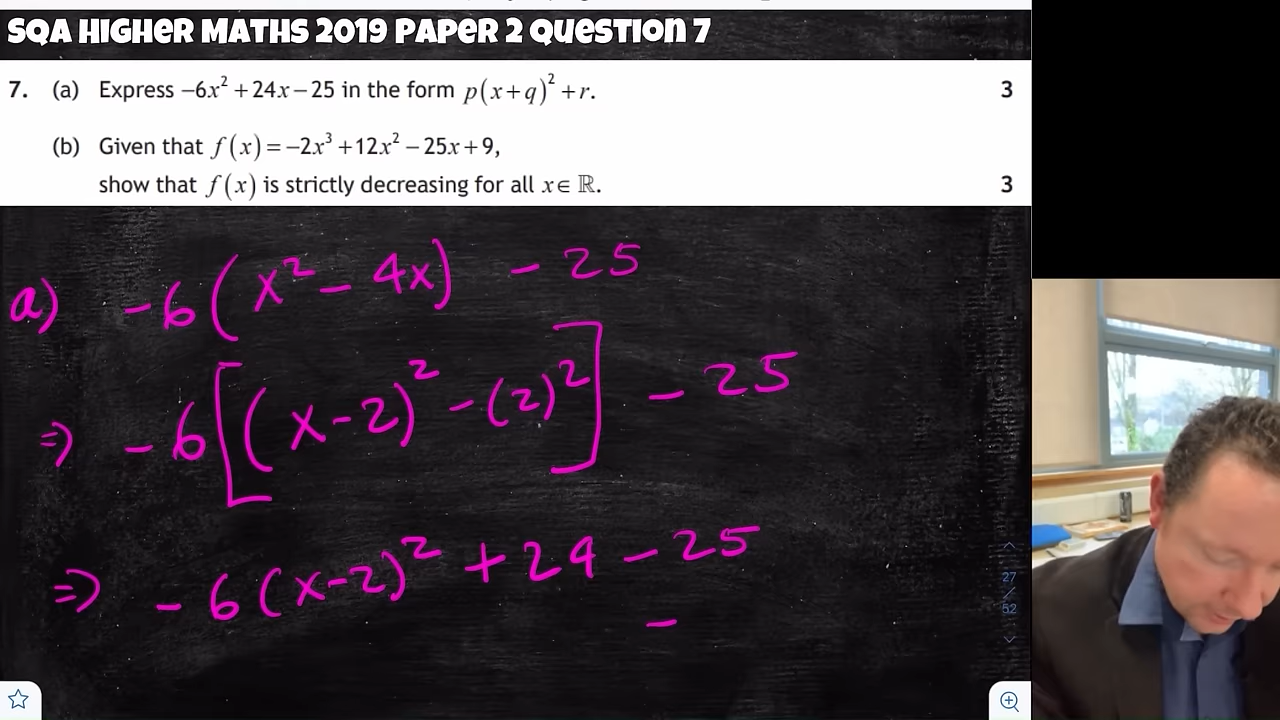 SQA Higher Maths 2019 Paper 2 Question 7
7. (a) Express −6x² + 24x − 25 in the form p(x+q)² + r. 3
(b) Given that f(x) = −2x³ + 12x² − 25x + 9,
show that f(x) is strictly decreasing for all x ∈ ℝ. 3
a) -6(x² - 4x) - 25
⇒ -6[(x-2)² - (2)²] - 25
⇒ -6(x-2)² + 24 - 25
-
27
/
52